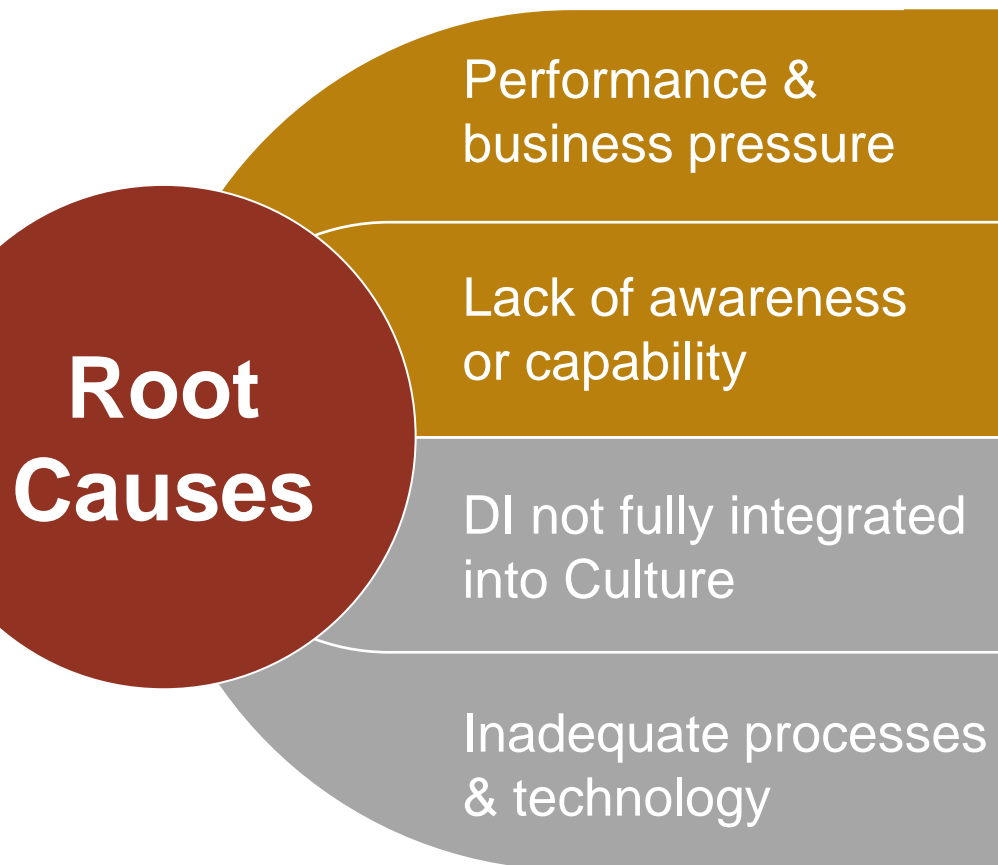 Root
Causes
Performance &
business pressure
Lack of awareness
or capability
DI not fully integrated
into Culture
Inadequate processes
& technology